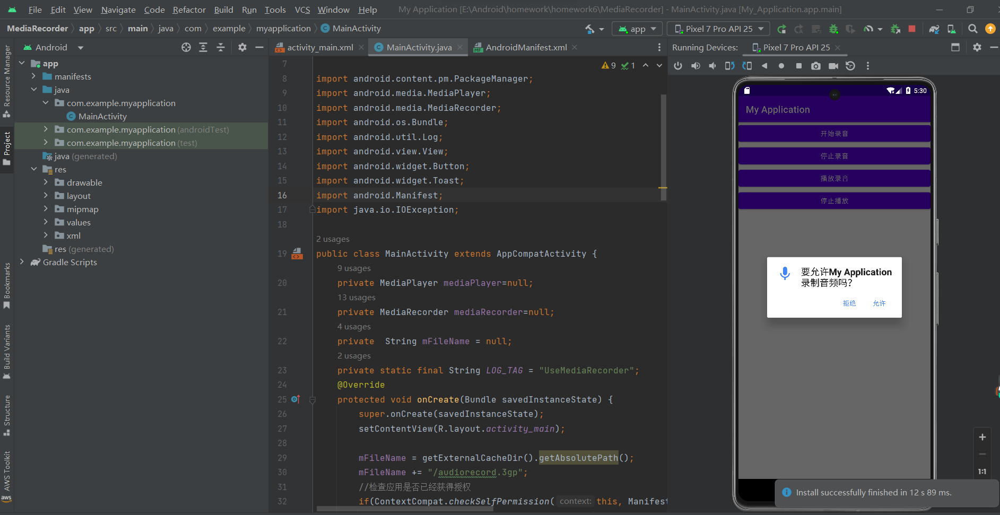 File Edit View Navigate Code Refactor Build Run Tools VCS Window Help My Application [E:\Android\homework\homework6\MediaRecorder] - MainActivity.java [My_Application.app.main]
MediaRecorder app src main java com example myapplication MainActivity app Pixel 7 Pro API 25
Android activity_main.xml MainActivity.java AndroidManifest.xml Running Devices: Pixel 7 Pro API 25
Resource Manager
Project
Bookmarks
Build Variants
Structure
AWS Toolkit
aws
app
manifests
java
com.example.myapplication
MainActivity
com.example.myapplication (androidTest)
com.example.myapplication (test)
java (generated)
res
drawable
layout
mipmap
values
xml
res (generated)
Gradle Scripts
9 1
7
8 import android.content.pm.PackageManager;
9 import android.media.MediaPlayer;
10 import android.media.MediaRecorder;
11 import android.os.Bundle;
12 import android.util.Log;
13 import android.view.View;
14 import android.widget.Button;
15 import android.widget.Toast;
16 import android.Manifest;
17 import java.io.IOException;
18
2 usages
19 public class MainActivity extends AppCompatActivity {
9 usages
20 private MediaPlayer mediaPlayer=null;
13 usages
21 private MediaRecorder mediaRecorder=null;
4 usages
22 private String mFileName = null;
2 usages
23 private static final String LOG_TAG = "UseMediaRecorder";
24 @Override
25 protected void onCreate(Bundle savedInstanceState) {
26 super.onCreate(savedInstanceState);
27 setContentView(R.layout.activity_main);
28
29 mFileName = getExternalCacheDir().getAbsolutePath();
30 mFileName += "/audiorecord.3gp";
31 //检查应用是否已经获得授权
32 if(ContextCompat.checkSelfPermission( context: this, Manifest
5:30
My Application
开始录音
停止录音
播放录音
停止播放
要允许My Application
录制音频吗?
拒绝 允许
1:1
Install successfully finished in 12 s 89 ms.